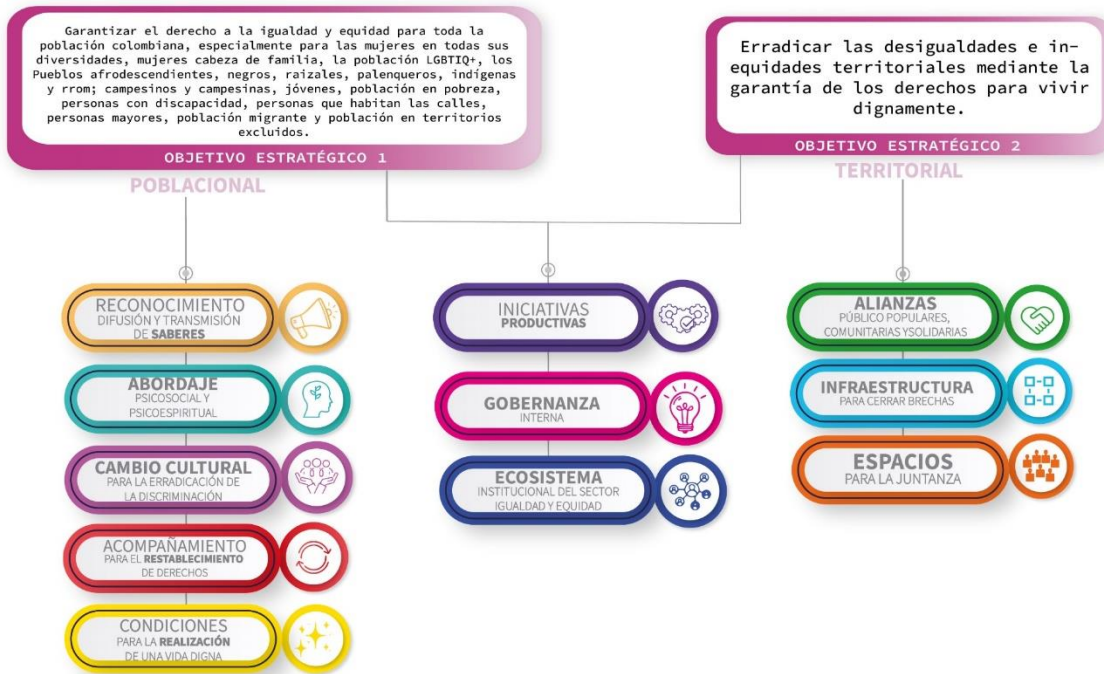 Garantizar el derecho a la igualdad y equidad para toda la
población colombiana, especialmente para las mujeres en todas sus
diversidades, mujeres cabeza de familia, la población LGBTIQ+, los
Pueblos afrodescendientes, negros, raizales, palenqueros, indígenas
y rrom; campesinos y campesinas, jóvenes, población en pobreza,
personas con discapacidad, personas que habitan las calles,
personas mayores, población migrante y población en territorios
excluidos.
OBJETIVO ESTRATÉGICO 1
POBLACIONAL
Erradicar las desigualdades e in-
equidades territoriales mediante la
garantía de los derechos para vivir
dignamente.
OBJETIVO ESTRATÉGICO 2
TERRITORIAL
RECONOCIMIENTO
DIFUSIÓN Y TRANSMISIÓN
DE SABERES
ABORDAJE
PSICOSOCIAL Y
PSICOESPIRITUAL
CAMBIO CULTURAL
PARA LA ERRADICACIÓN DE
LA DISCRIMINACIÓN
ACOMPAÑAMIENTO
PARA EL RESTABLECIMIENTO
DE DERECHOS
CONDICIONES
PARA LA REALIZACIÓN
DE UNA VIDA DIGNA
INICIATIVAS
PRODUCTIVAS
GOBERNANZA
INTERNA
ECOSISTEMA
INSTITUCIONAL DEL SECTOR
IGUALDAD Y EQUIDAD
ALIANZAS
PÚBLICO POPULARES,
COMUNITARIAS YSOLIDARIAS
INFRAESTRUCTURA
PARA CERRAR BRECHAS
ESPACIOS
PARA LA JUNTANZA